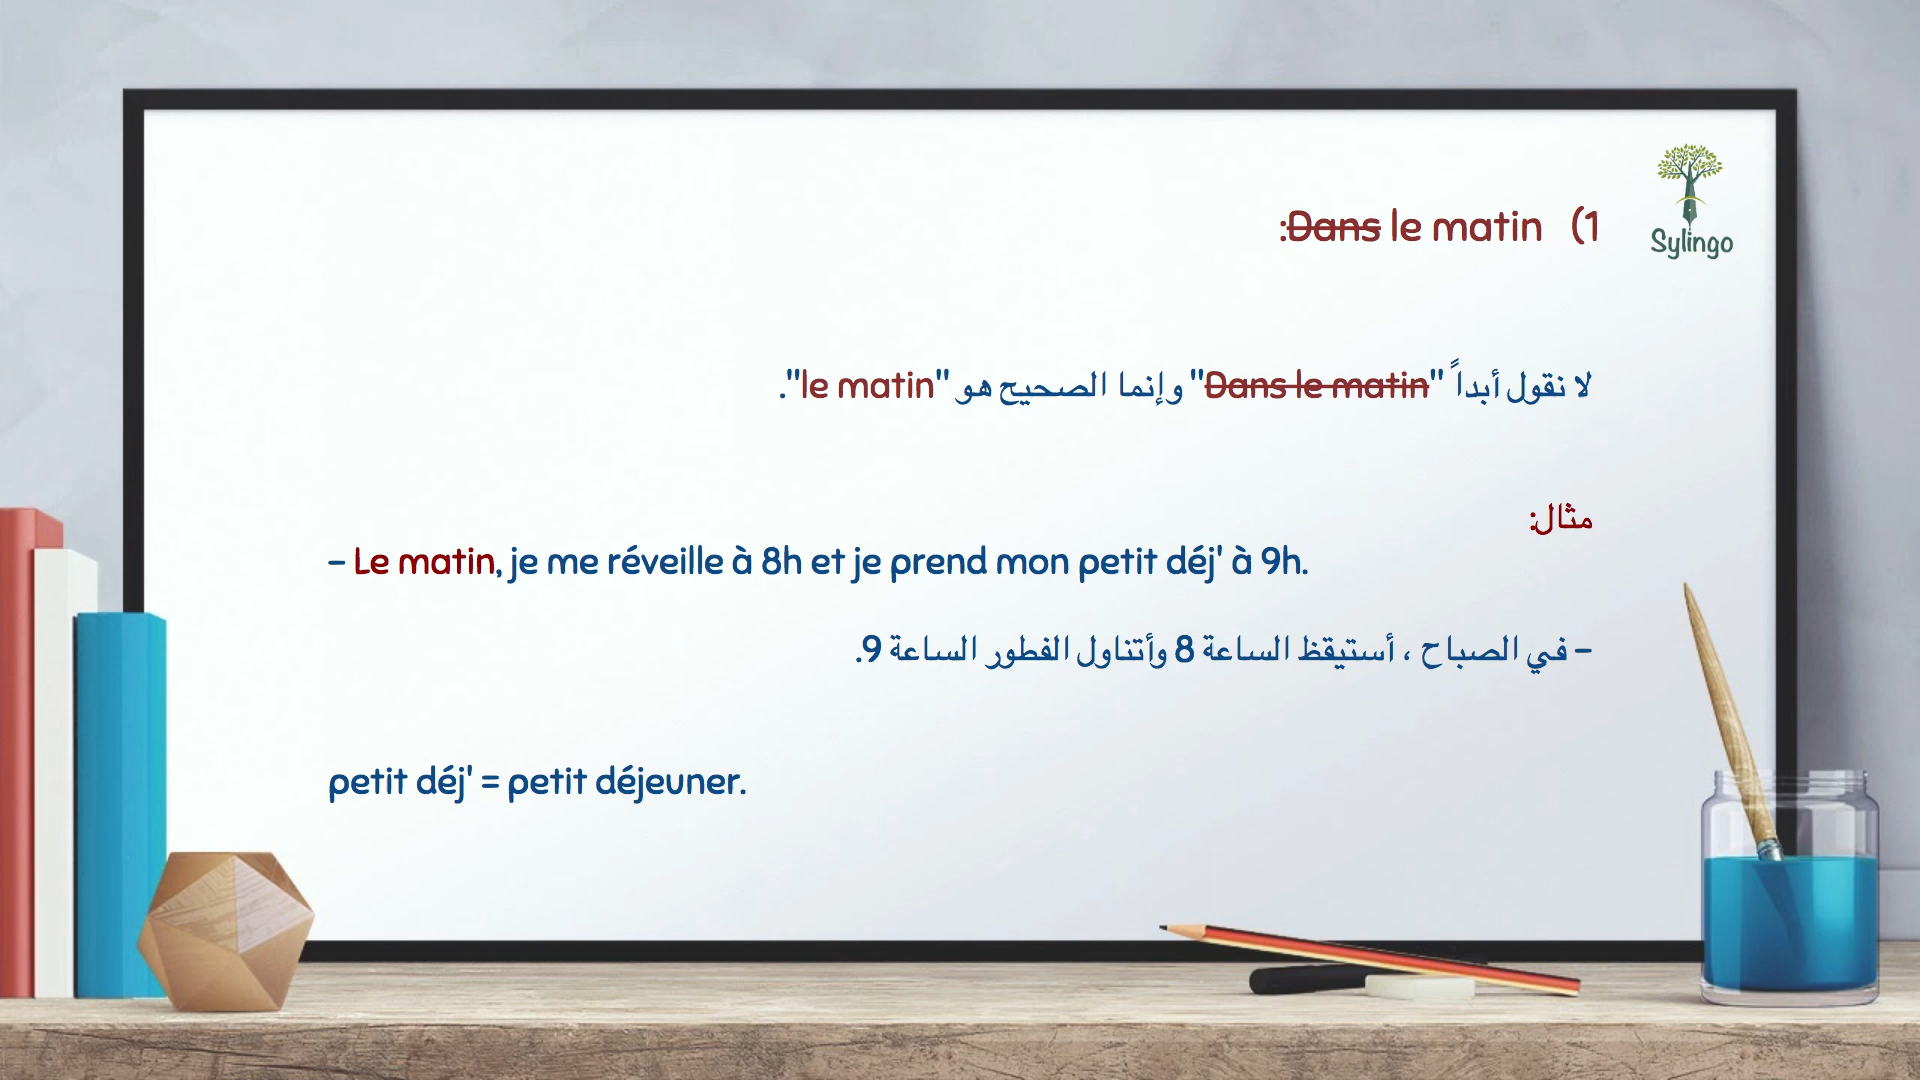 1) Dans le matin:
Sylingo
لا نقول أبداً "Dans le matin" وإنما الصحيح هو "le matin".
مثال:
– Le matin, je me réveille à 8h et je prend mon petit déj' à 9h.
– في الصباح ، أستيقظ الساعة 8 وأتناول الفطور الساعة 9.
petit déj' = petit déjeuner.